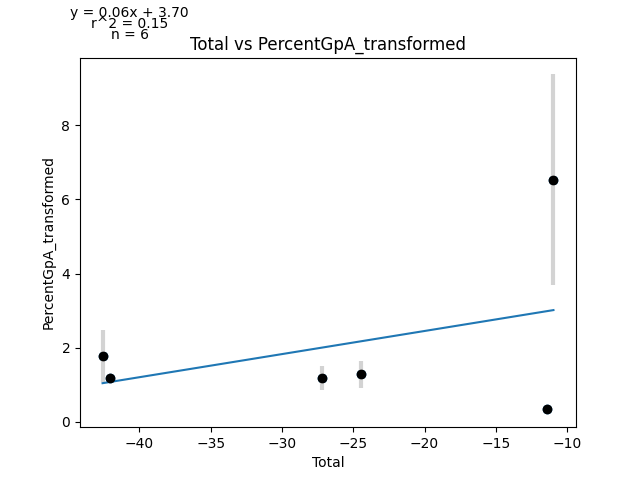 y = 0.06x + 3.70
r^2 = 0.15
n = 6
Total vs PercentGpA_transformed
PercentGpA_transformed
8
6
4
2
0
−40 −35 −30 −25 −20 −15 −10
Total